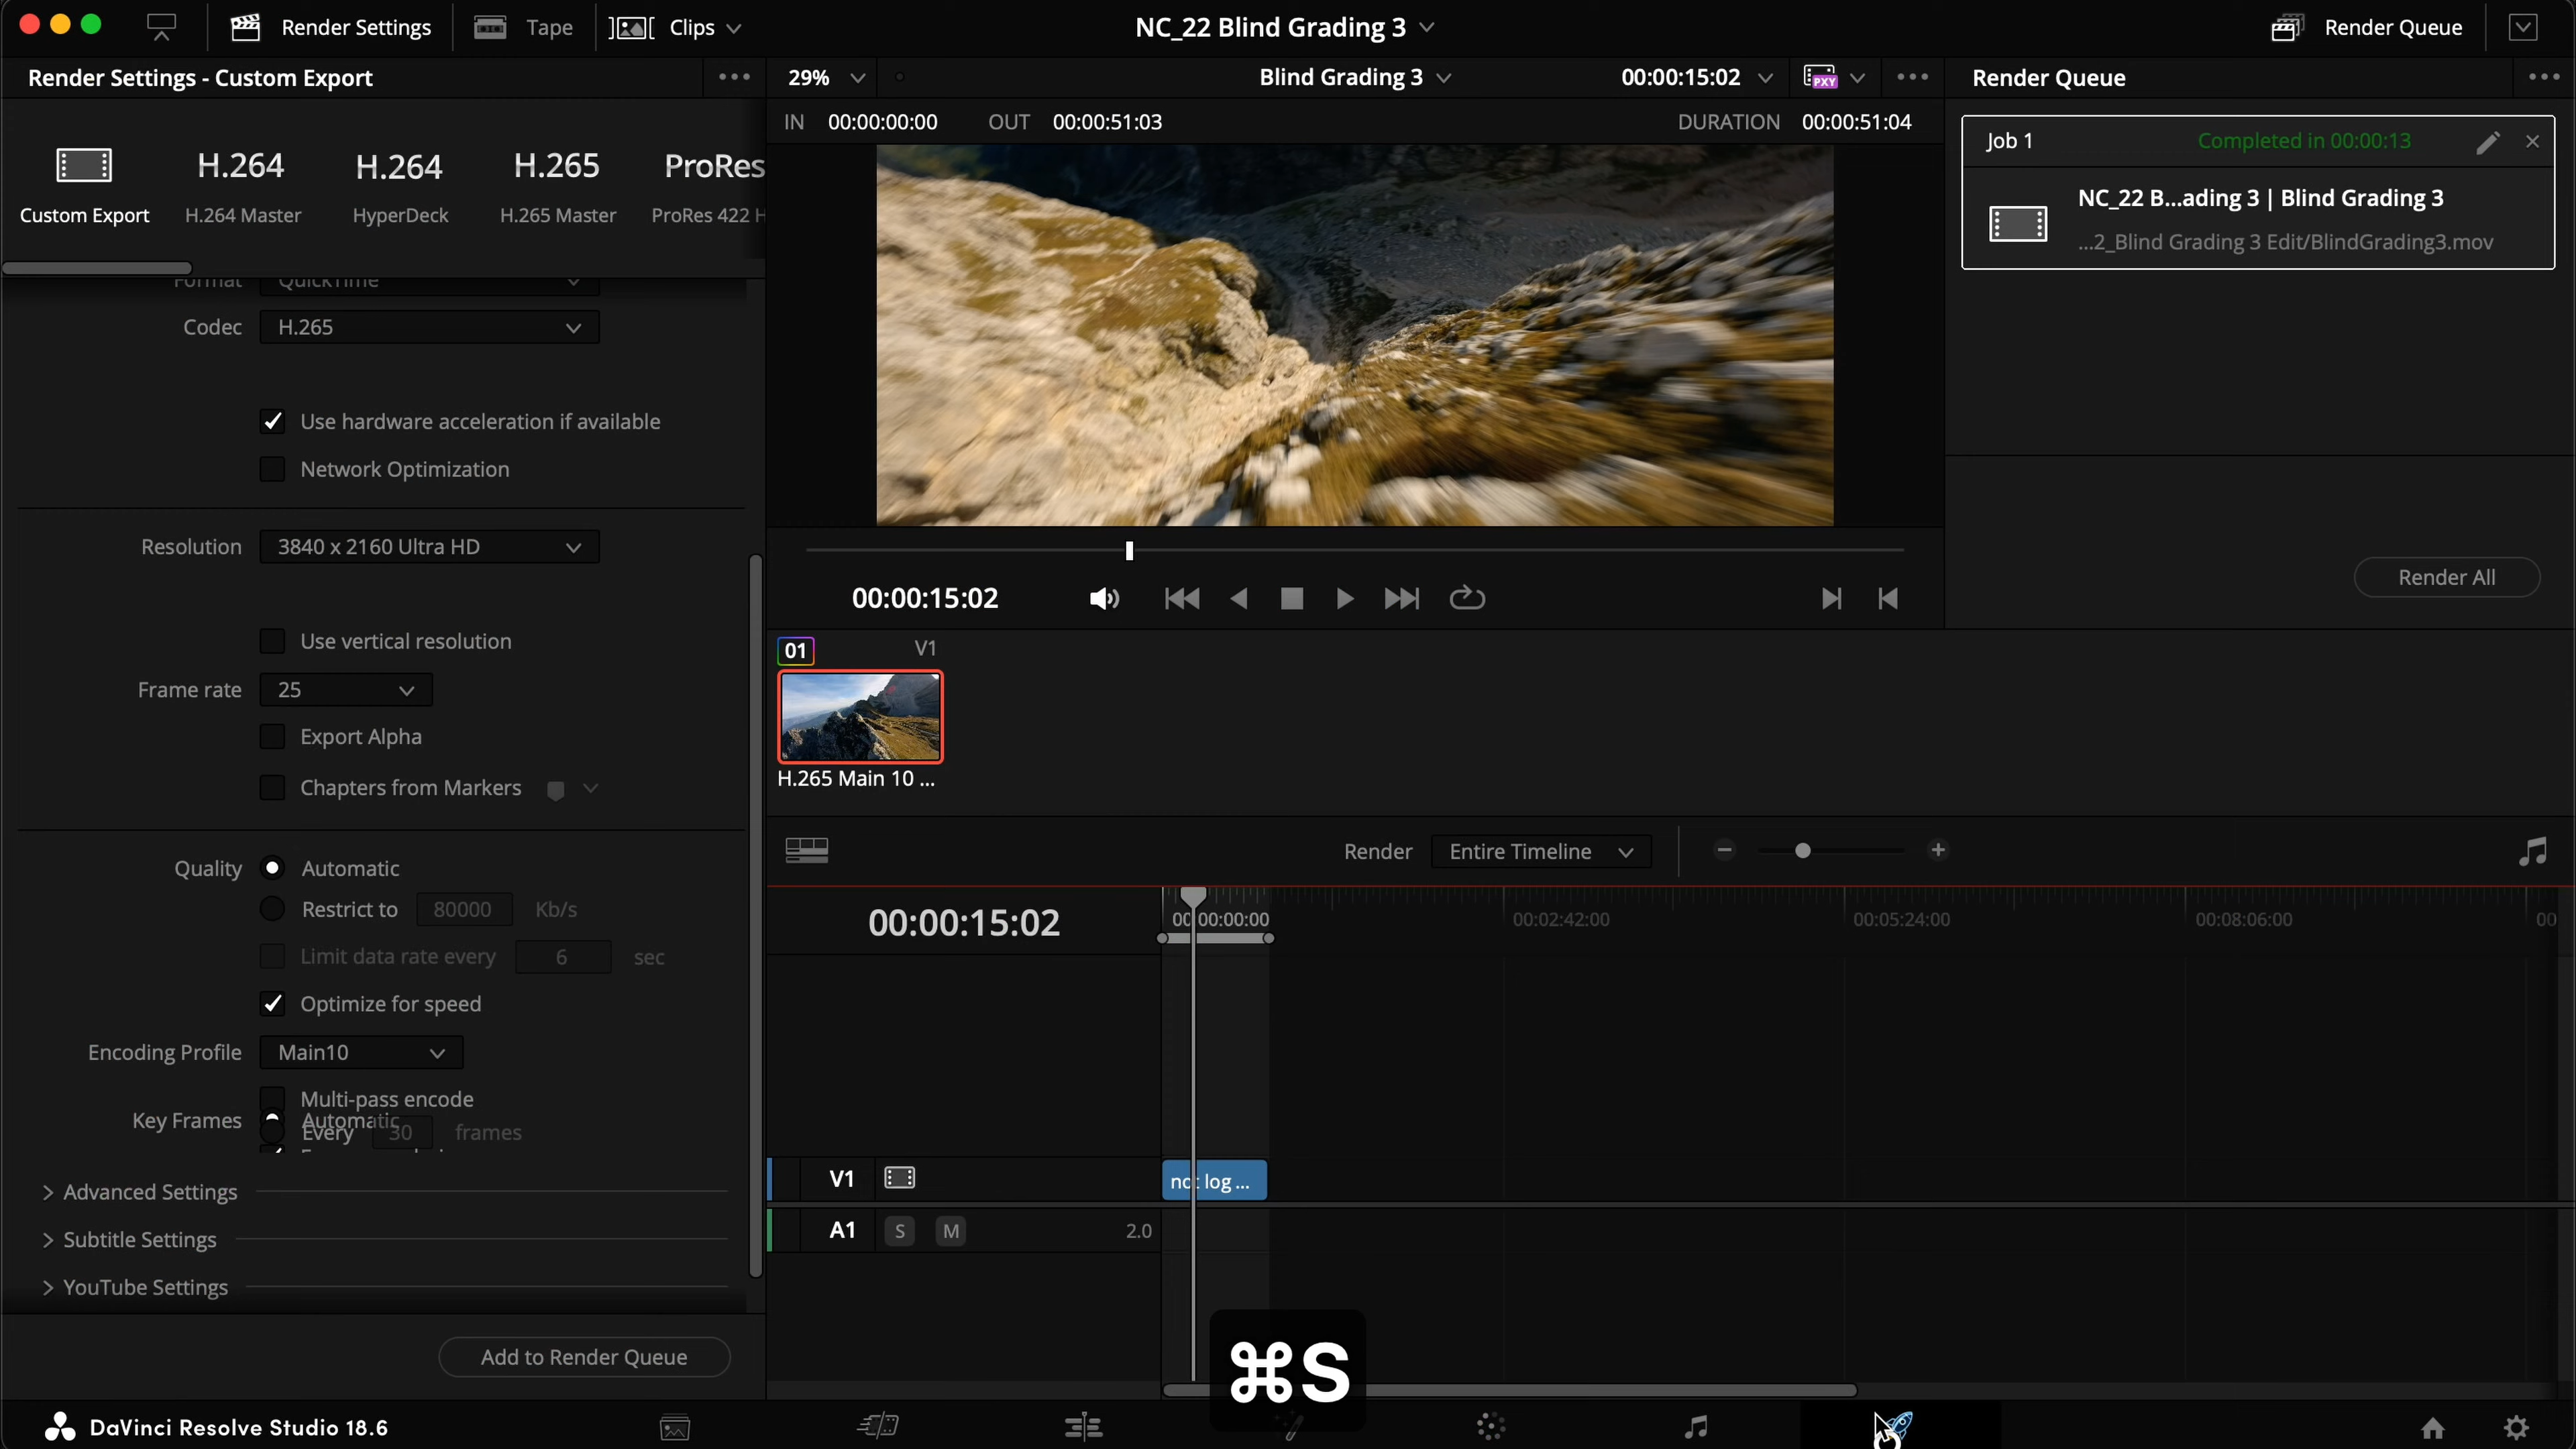 Render Settings
Tape
Clips
NC_22 Blind Grading 3
Render Queue
Render Settings - Custom Export
29%
Blind Grading 3
00:00:15:02
PXY
Render Queue
IN 00:00:00:00 OUT 00:00:51:03
DURATION 00:00:51:04
H.264
H.264
H.265
ProRes
Custom Export
H.264 Master
HyperDeck
H.265 Master
ProRes 422 H
Job 1
Completed in 00:00:13
NC_22 B...ading 3 | Blind Grading 3
...2_Blind Grading 3 Edit/BlindGrading3.mov
Format QuickTime
Codec H.265
Use hardware acceleration if available
Network Optimization
Resolution 3840 x 2160 Ultra HD
Render All
00:00:15:02
Use vertical resolution
01 V1
Frame rate 25
Export Alpha
H.265 Main 10 ...
Chapters from Markers
Render Entire Timeline
Quality Automatic
Restrict to 80000 Kb/s
Limit data rate every 6 sec
Optimize for speed
Encoding Profile Main10
Multi-pass encode
Key Frames Automatic
Every 30 frames
00:00:15:02
00:00:00:00
00:02:42:00
00:05:24:00
00:08:06:00
00
V1
not log ...
A1 S M 2.0
Advanced Settings
Subtitle Settings
YouTube Settings
Add to Render Queue
⌘S
DaVinci Resolve Studio 18.6